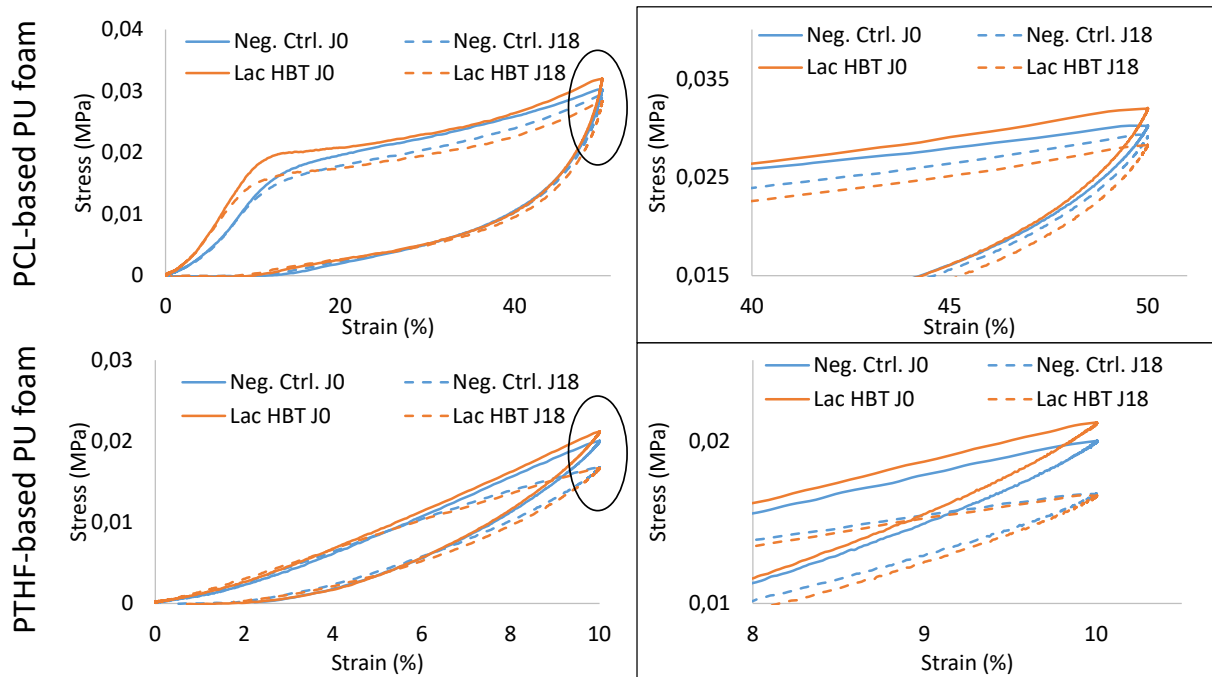 PCL-based PU foam
Stress (MPa)
0,04
0,03
0,02
0,01
0
Neg. Ctrl. J0
Neg. Ctrl. J18
Lac HBT J0
Lac HBT J18
0
20
40
Strain (%)
Stress (MPa)
0,035
0,025
0,015
Neg. Ctrl. J0
Neg. Ctrl. J18
Lac HBT J0
Lac HBT J18
40
45
50
Strain (%)
PTHF-based PU foam
Stress (MPa)
0,03
0,02
0,01
0
Neg. Ctrl. J0
Neg. Ctrl. J18
Lac HBT J0
Lac HBT J18
0
2
4
6
8
10
Strain (%)
Stress (MPa)
0,02
0,01
Neg. Ctrl. J0
Neg. Ctrl. J18
Lac HBT J0
Lac HBT J18
8
9
10
Strain (%)